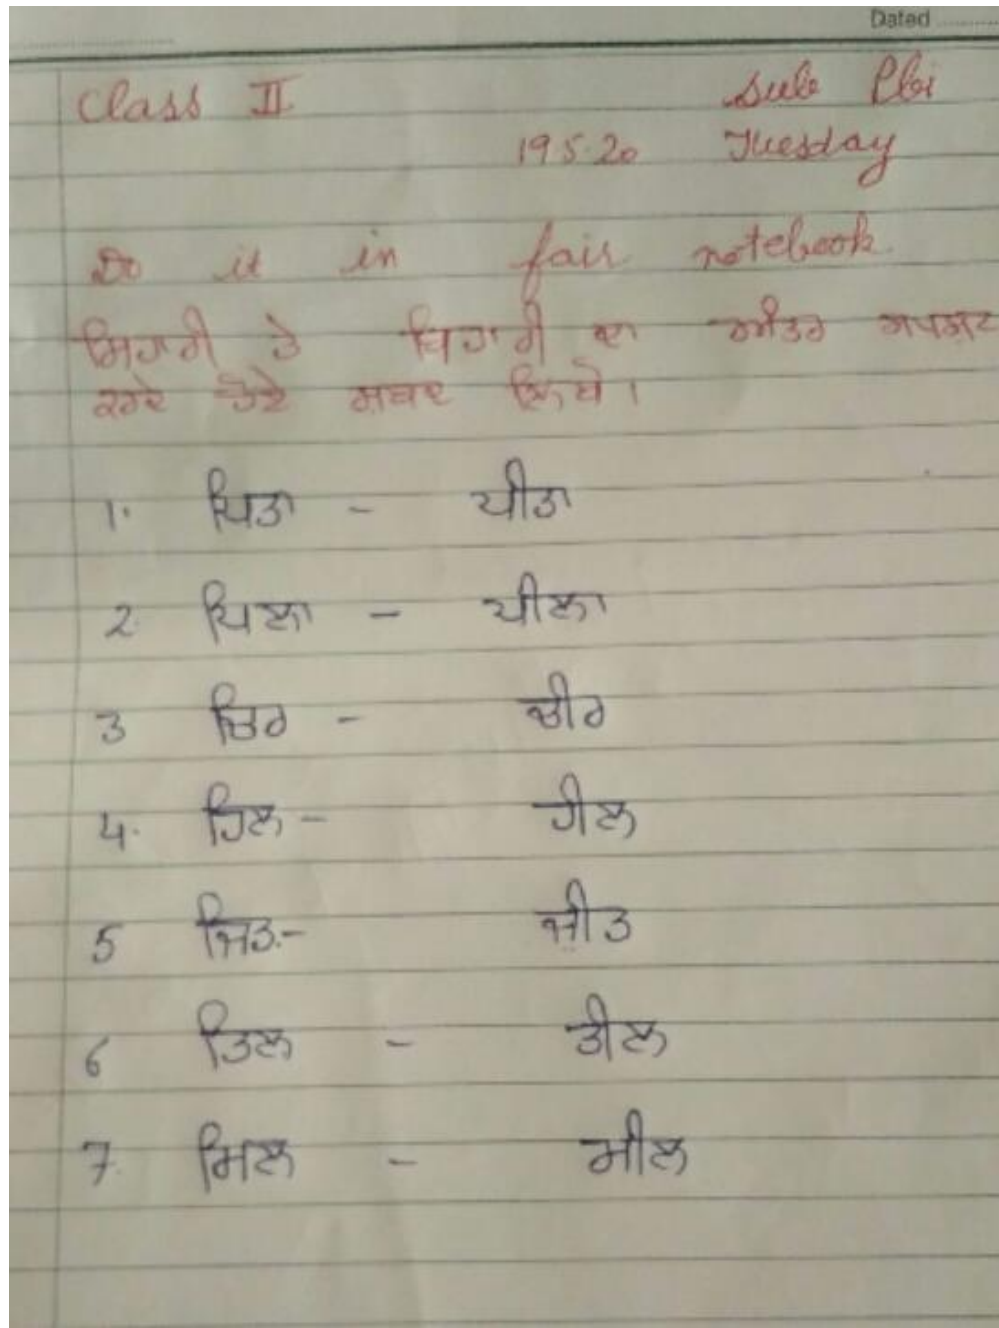 Dated
Class II Sub Pbi
19.5.20 Tuesday
Do it in fair notebook.
ਸਿਹਾਰੀ ਤੇ ਬਿਹਾਰੀ ਦਾ ਅੰਤਰ ਸਪਸ਼ਟ
ਕਰਦੇ ਹੋਏ ਸ਼ਬਦ ਲਿਖੋ।
1. ਪਿਤਾ - ਪੀਤਾ
2. ਪਿਲਾ - ਪੀਲਾ
3 ਚਿਰ - ਚੀਰ
4. ਹਿਲ - ਹੀਲ
5 ਜਿਤ - ਜੀਤ
6 ਤਿਲ - ਤੀਲ
7. ਮਿਲ - ਮੀਲ